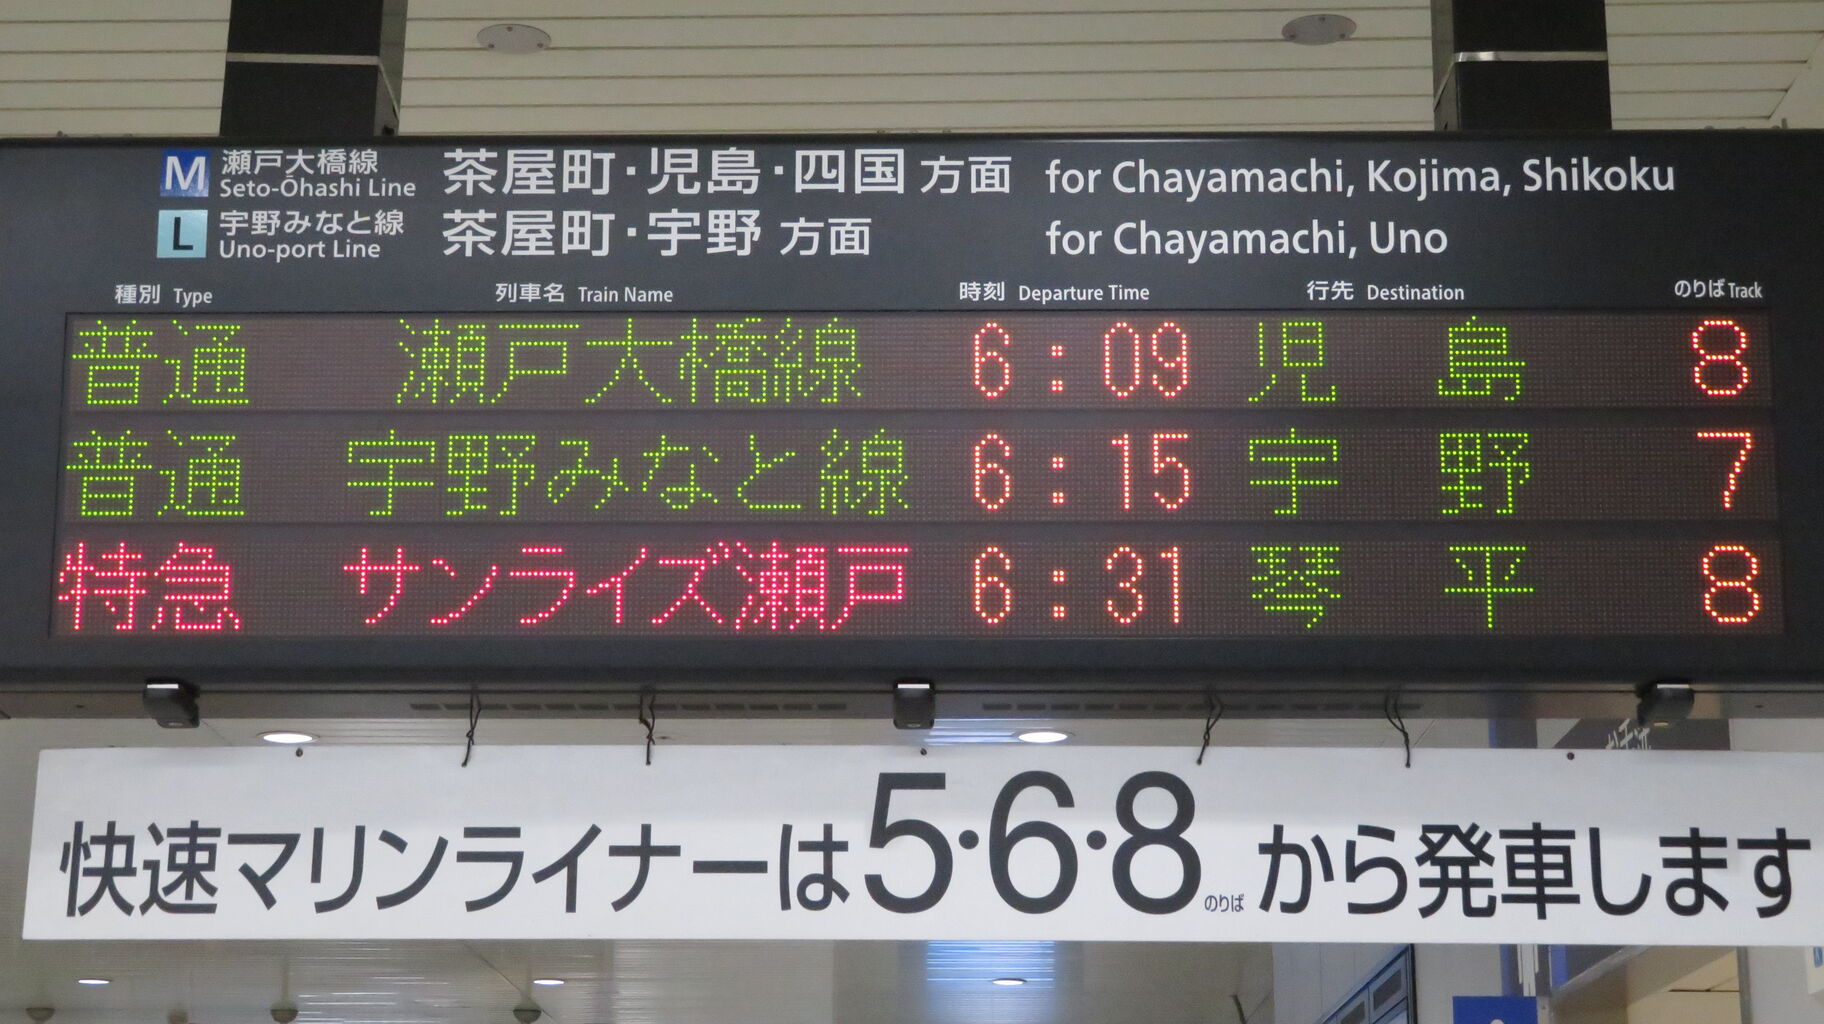 M 瀬戸大橋線 茶屋町・児島・四国 方面 for Chayamachi, Kojima, Shikoku
Seto-Ōhashi Line
L 宇野みなと線 茶屋町・宇野 方面 for Chayamachi, Uno
Uno-port Line
種別 Type 列車名 Train Name 時刻 Departure Time 行先 Destination のりば Track
普通 瀬戸大橋線 6:09 児島 8
普通 宇野みなと線 6:15 宇野 7
特急 サンライズ瀬戸 6:31 琴平 8
快速マリンライナーは5・6・8のりばから発車します